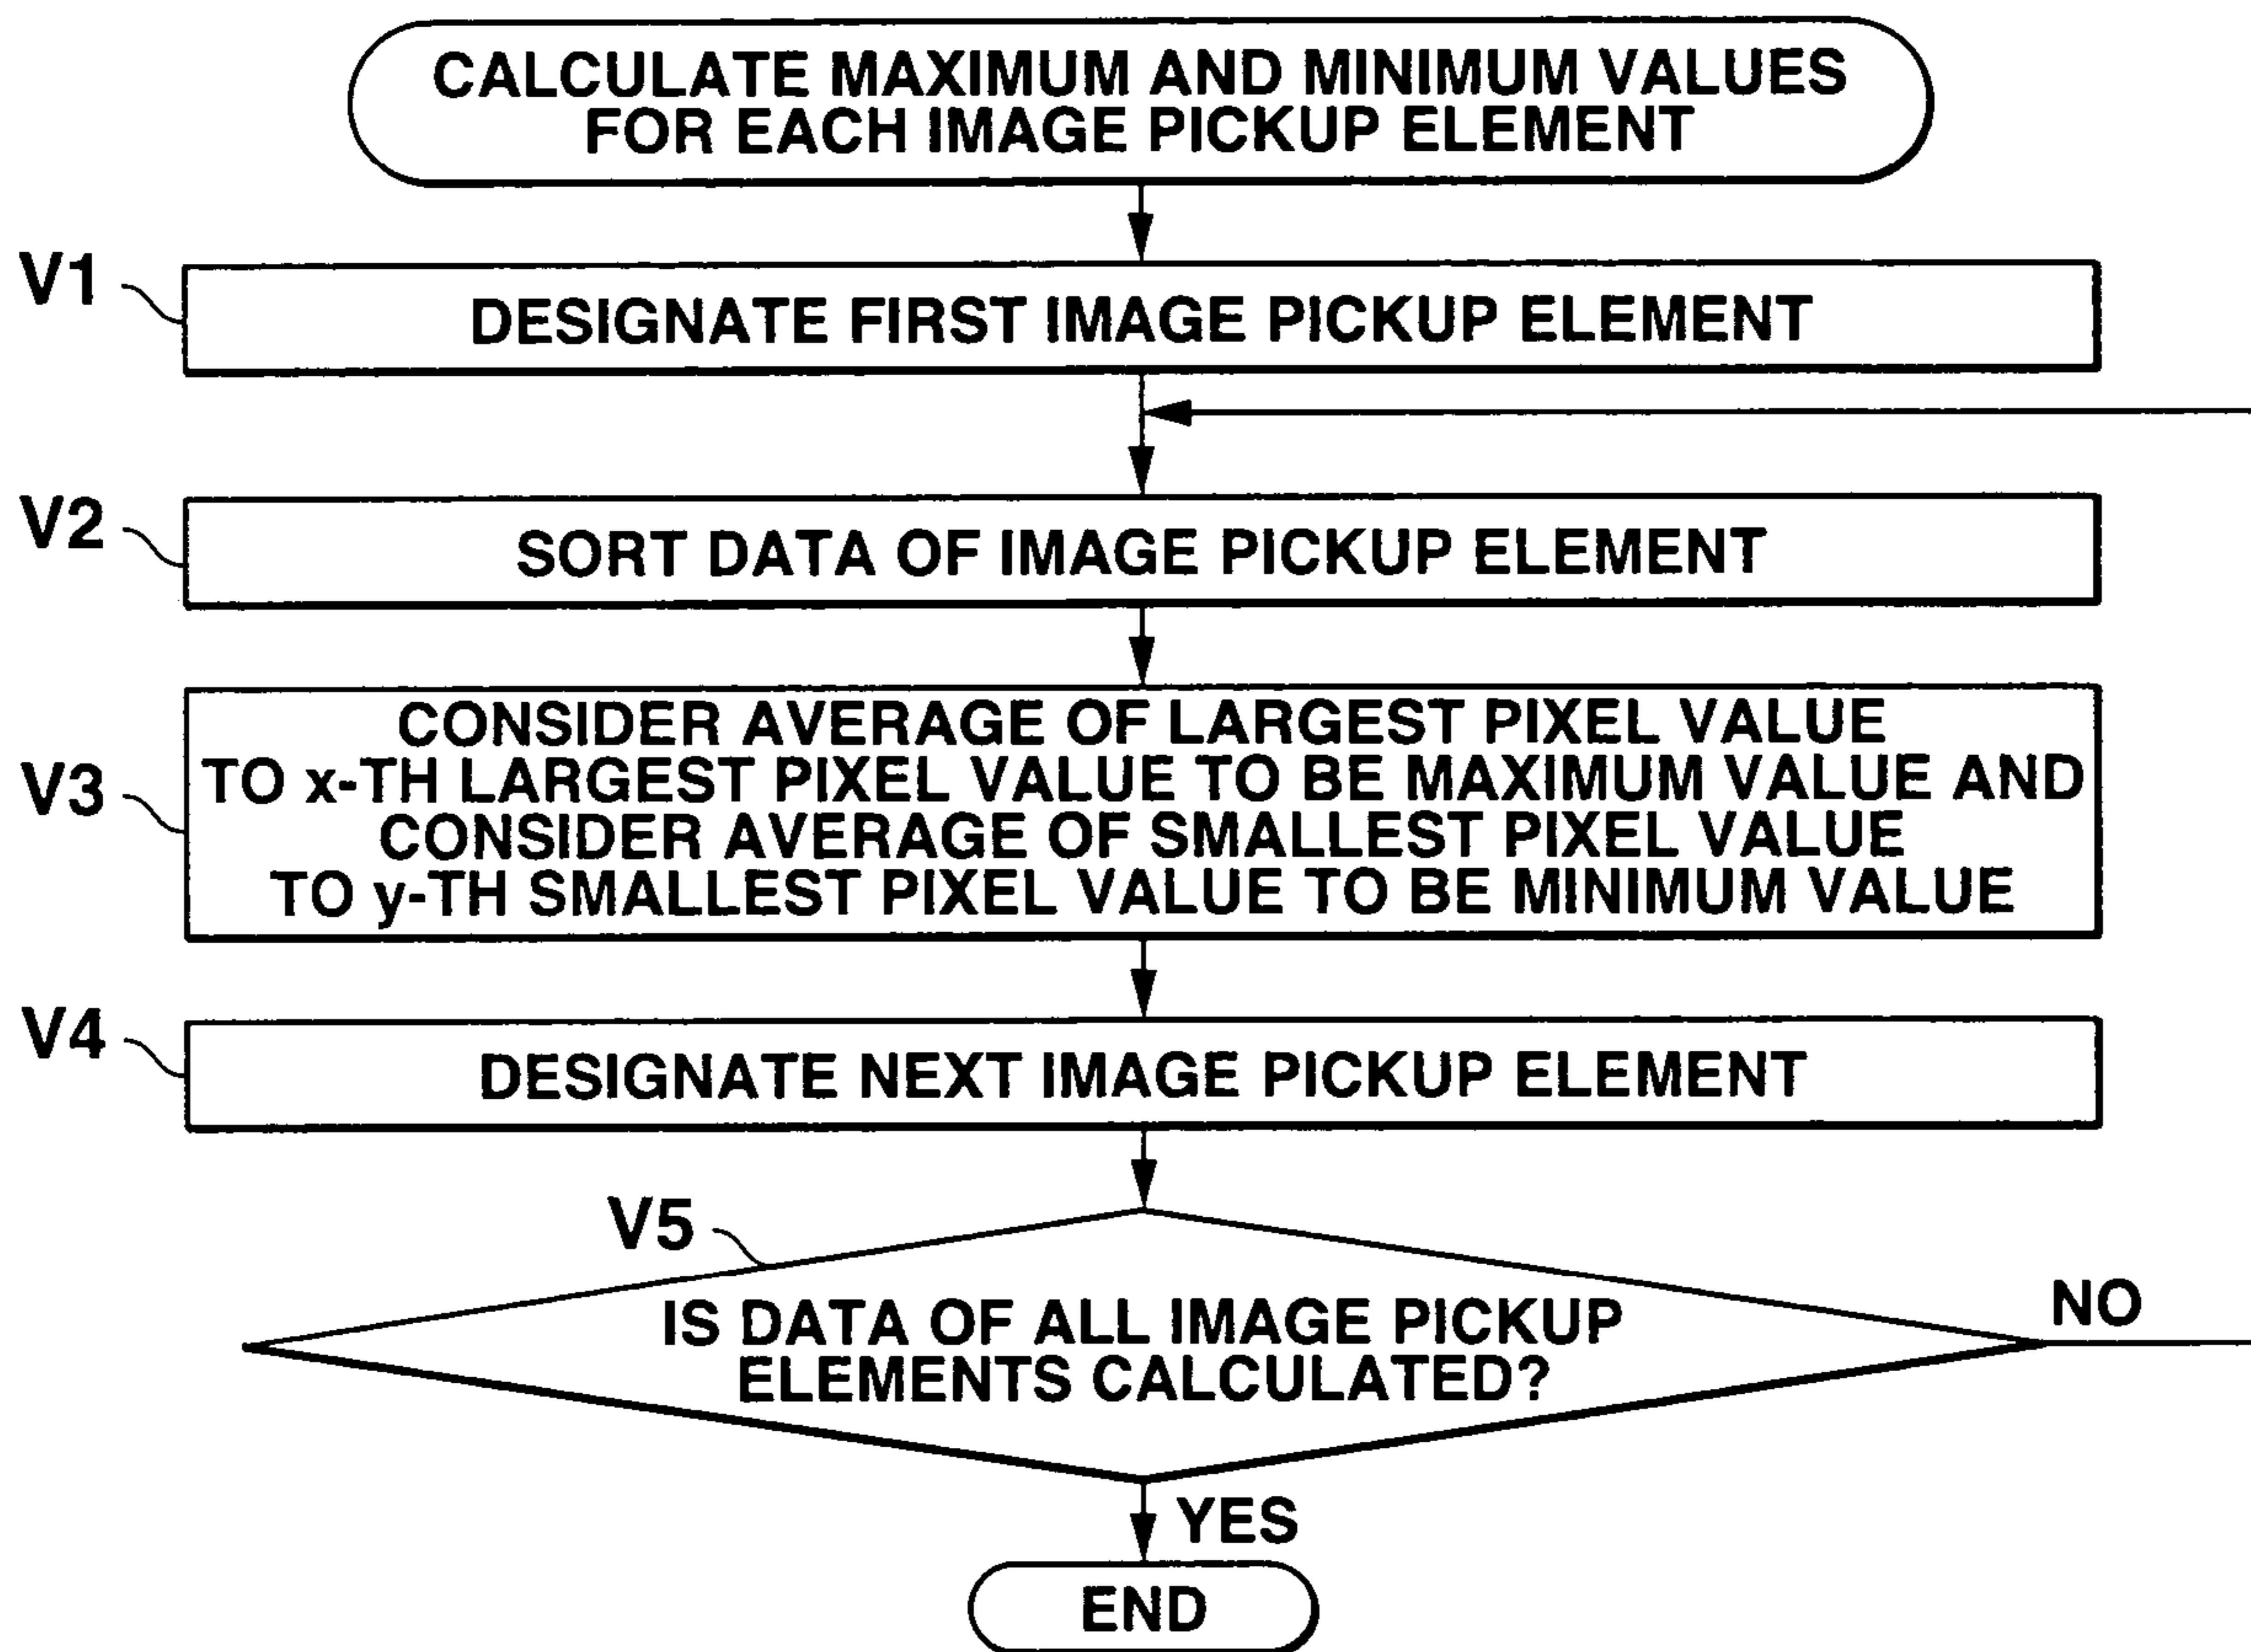 CALCULATE MAXIMUM AND MINIMUM VALUES
FOR EACH IMAGE PICKUP ELEMENT
V1
DESIGNATE FIRST IMAGE PICKUP ELEMENT
V2
SORT DATA OF IMAGE PICKUP ELEMENT
V3
CONSIDER AVERAGE OF LARGEST PIXEL VALUE
TO x-TH LARGEST PIXEL VALUE TO BE MAXIMUM VALUE AND
CONSIDER AVERAGE OF SMALLEST PIXEL VALUE
TO y-TH SMALLEST PIXEL VALUE TO BE MINIMUM VALUE
V4
DESIGNATE NEXT IMAGE PICKUP ELEMENT
V5
IS DATA OF ALL IMAGE PICKUP
ELEMENTS CALCULATED?
NO
YES
END